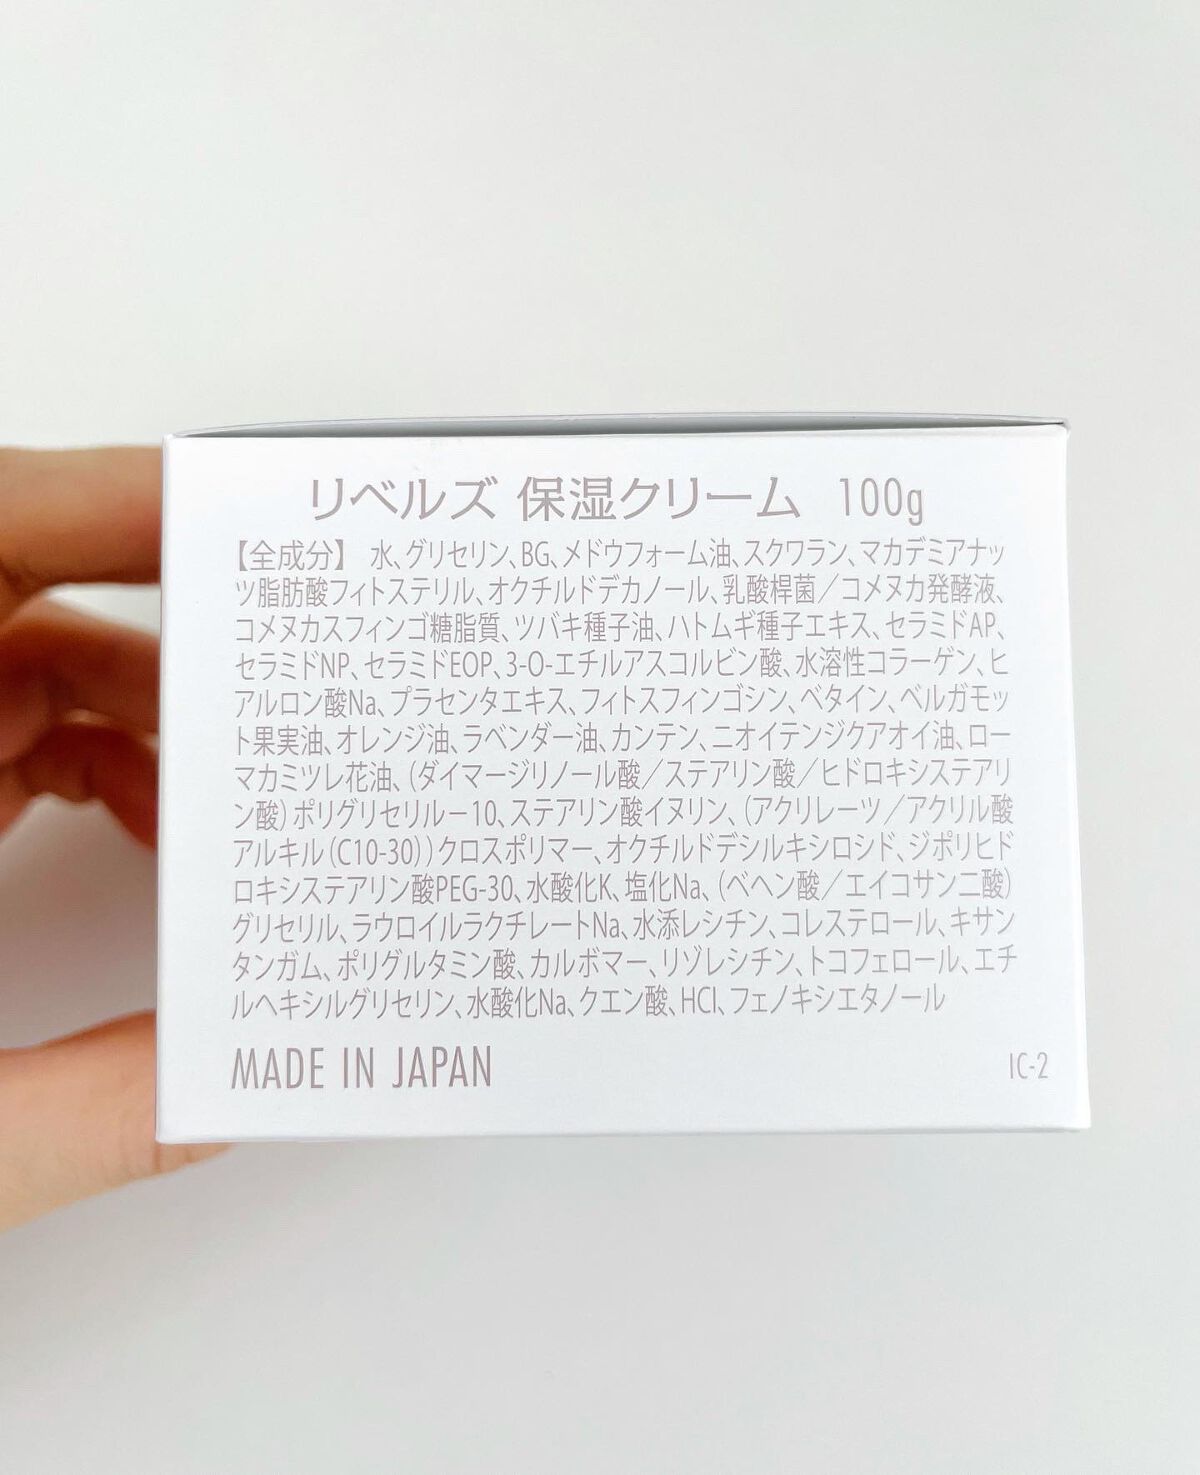 リベルズ 保湿クリーム 100g
【全成分】 水、グリセリン、BG、メドウフォーム油、スクワラン、マカデミアナッ
ツ脂肪酸フィトステリル、オクチルドデカノール、乳酸桿菌／コメヌカ発酵液、
コメヌカスフィンゴ糖脂質、ツバキ種子油、ハトムギ種子エキス、セラミドAP、
セラミドNP、セラミドEOP、3-O-エチルアスコルビン酸、水溶性コラーゲン、ヒ
アルロン酸Na、プラセンタエキス、フィトスフィンゴシン、ベタイン、ベルガモッ
ト果実油、オレンジ油、ラベンダー油、カンテン、ニオイテンジクアオイ油、ロー
マカミツレ花油、（ダイマージリノール酸／ステアリン酸／ヒドロキシステアリ
ン酸）ポリグリセリル－10、ステアリン酸イヌリン、（アクリレーツ／アクリル酸
アルキル（C10-30））クロスポリマー、オクチルドデシルキシロシド、ジポリヒド
ロキシステアリン酸PEG-30、水酸化K、塩化Na、（ベヘン酸／エイコサン二酸）
グリセリル、ラウロイルラクチレートNa、水添レシチン、コレステロール、キサン
タンガム、ポリグルタミン酸、カルボマー、リゾレシチン、トコフェロール、エチ
ルヘキシルグリセリン、水酸化Na、クエン酸、HCl、フェノキシエタノール
MADE IN JAPAN
IC-2